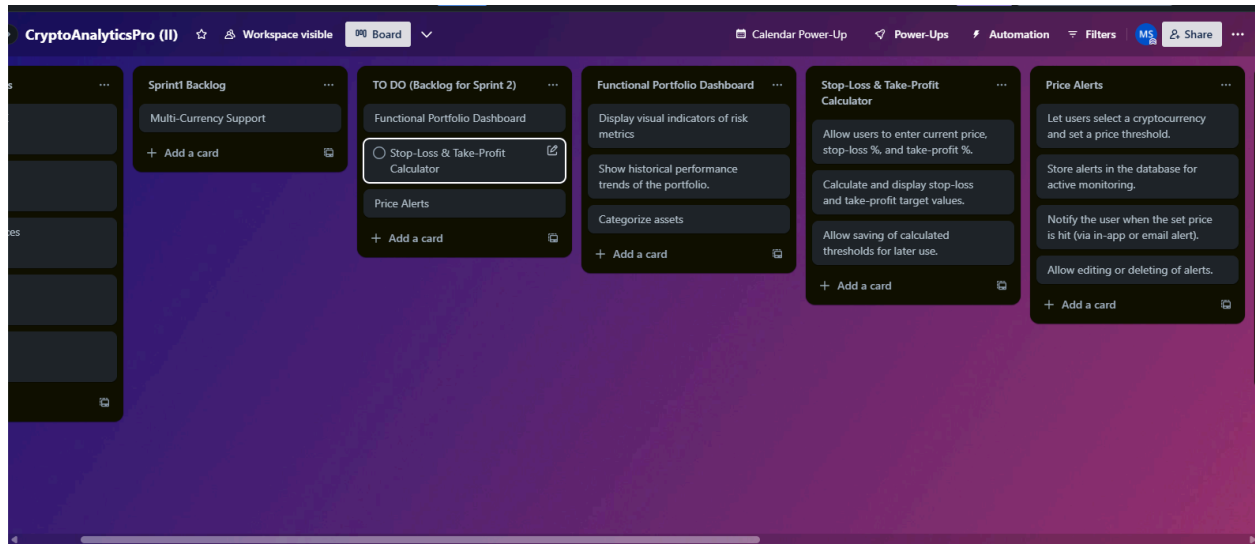 CryptoAnalyticsPro (II)
Workspace visible
Board
Calendar Power-Up
Power-Ups
Automation
Filters
MS
Share
s
ces
Sprint1 Backlog
Multi-Currency Support
+ Add a card
TO DO (Backlog for Sprint 2)
Functional Portfolio Dashboard
Stop-Loss & Take-Profit
Calculator
Price Alerts
+ Add a card
Functional Portfolio Dashboard
Display visual indicators of risk
metrics
Show historical performance
trends of the portfolio.
Categorize assets
+ Add a card
Stop-Loss & Take-Profit
Calculator
Allow users to enter current price,
stop-loss %, and take-profit %.
Calculate and display stop-loss
and take-profit target values.
Allow saving of calculated
thresholds for later use.
+ Add a card
Price Alerts
Let users select a cryptocurrency
and set a price threshold.
Store alerts in the database for
active monitoring.
Notify the user when the set price
is hit (via in-app or email alert).
Allow editing or deleting of alerts.
+ Add a card